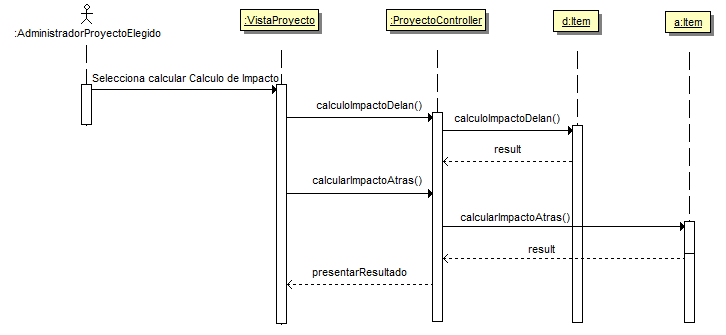 :AdministradorProyectoElegido
:VistaProyecto
:ProyectoController
d:Item
a:Item
Selecciona calcular Calculo de Impacto
calculoImpactoDelan()
calculoImpactoDelan()
result
calcularImpactoAtras()
calcularImpactoAtras()
result
presentarResultado